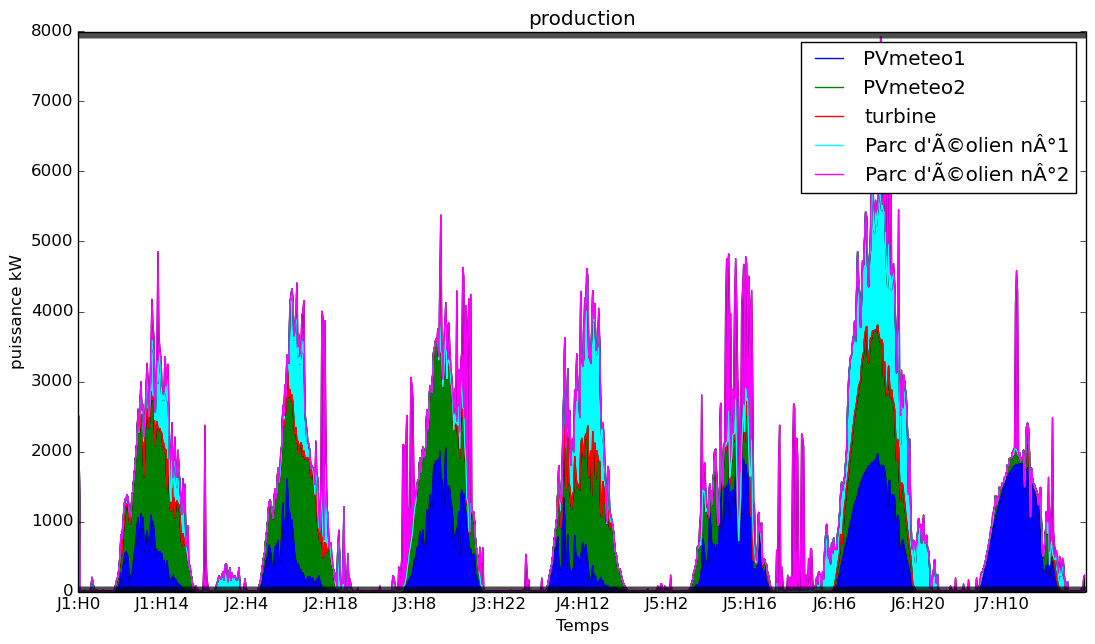 production
8000
7000
6000
5000
4000
3000
2000
1000
0
puissance kW
PVmeteo1
PVmeteo2
turbine
Parc d'Ã©olien nÂ°1
Parc d'Ã©olien nÂ°2
J1:H0 J1:H14 J2:H4 J2:H18 J3:H8 J3:H22 J4:H12 J5:H2 J5:H16 J6:H6 J6:H20 J7:H10
Temps